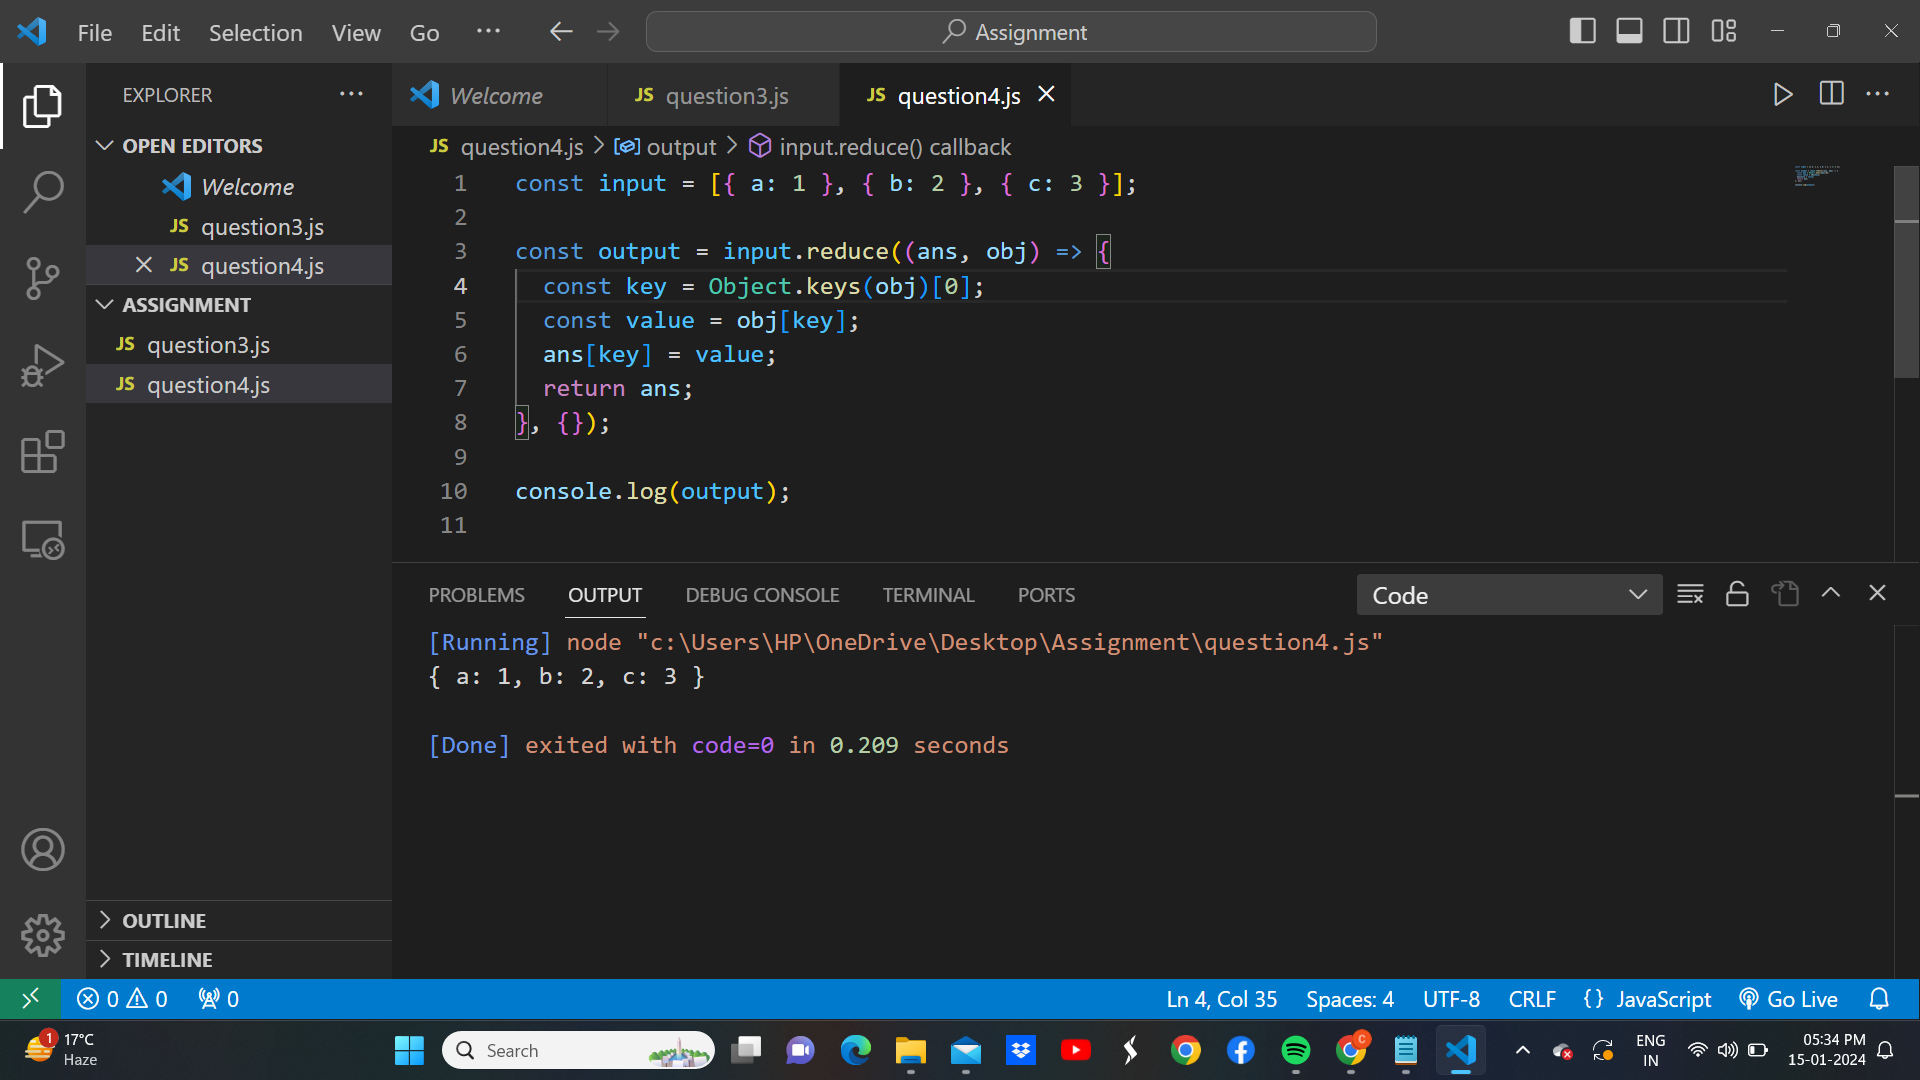 File Edit Selection View Go ··· Assignment
EXPLORER ···
OPEN EDITORS
Welcome
JS question3.js
JS question4.js
ASSIGNMENT
JS question3.js
JS question4.js
OUTLINE
TIMELINE
Welcome JS question3.js JS question4.js
JS question4.js > output > input.reduce() callback
1 const input = [{ a: 1 }, { b: 2 }, { c: 3 }];
2
3 const output = input.reduce((ans, obj) => {
4 const key = Object.keys(obj)[0];
5 const value = obj[key];
6 ans[key] = value;
7 return ans;
8 }, {});
9
10 console.log(output);
11
PROBLEMS OUTPUT DEBUG CONSOLE TERMINAL PORTS Code
[Running] node "c:\Users\HP\OneDrive\Desktop\Assignment\question4.js"
{ a: 1, b: 2, c: 3 }
[Done] exited with code=0 in 0.209 seconds
0 0 0 Ln 4, Col 35 Spaces: 4 UTF-8 CRLF {} JavaScript Go Live
1 17°C
Haze
Search
C
ENG
IN
05:34 PM
15-01-2024